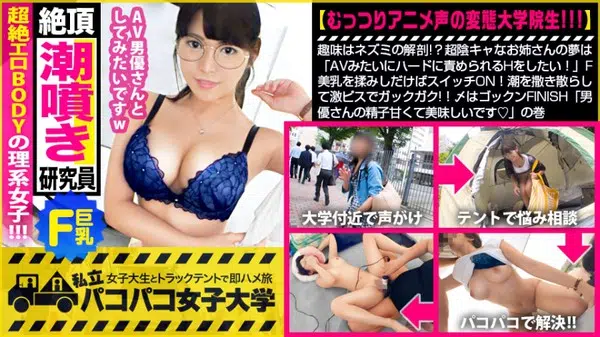 超絶エロBODYの理系女子!!!
絶頂
潮噴き
研究員
F巨乳
AV男優さんと
してみたいですw
【むっつりアニメ声の変態大学院生!!!】
趣味はネズミの解剖!?超陰キャなお姉さんの夢は
「AVみたいにハードに責められるHをしたい！」F
美乳を揉みしだけばスイッチON！潮を撒き散らし
て激ピスでガックガク!!〆はゴックンFINISH「男
優さんの精子甘くて美味しいです♡」の巻
大学付近で声がけ
テントで悩み相談
パコパコで解決!!
私立
女子大生とトラックテントで即ハメ旅
パコパコ女子大学